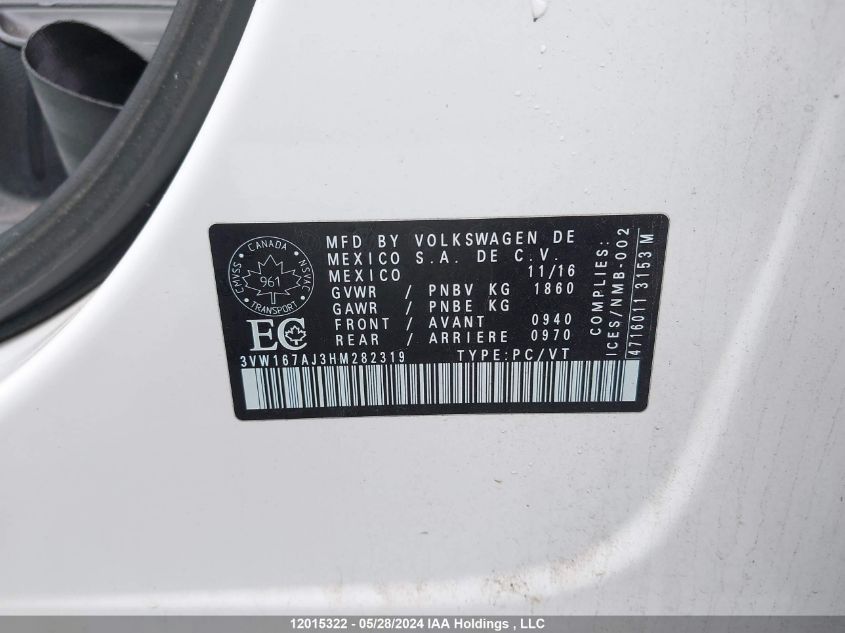 CANADA
CMVSS
NSVAC
961
TRANSPORT
EC
MFD BY VOLKSWAGEN DE
MEXICO S.A. DE C.V.
MEXICO 11/16
GVWR / PNBV KG 1860
GAWR / PNBE KG
FRONT / AVANT 0940
REAR / ARRIERE 0970
3VW167AJ3HM282319 TYPE:PC/VT
COMPLIES:
ICES/NMB-002
4716011 3153 M
12015322 - 05/28/2024 IAA Holdings , LLC